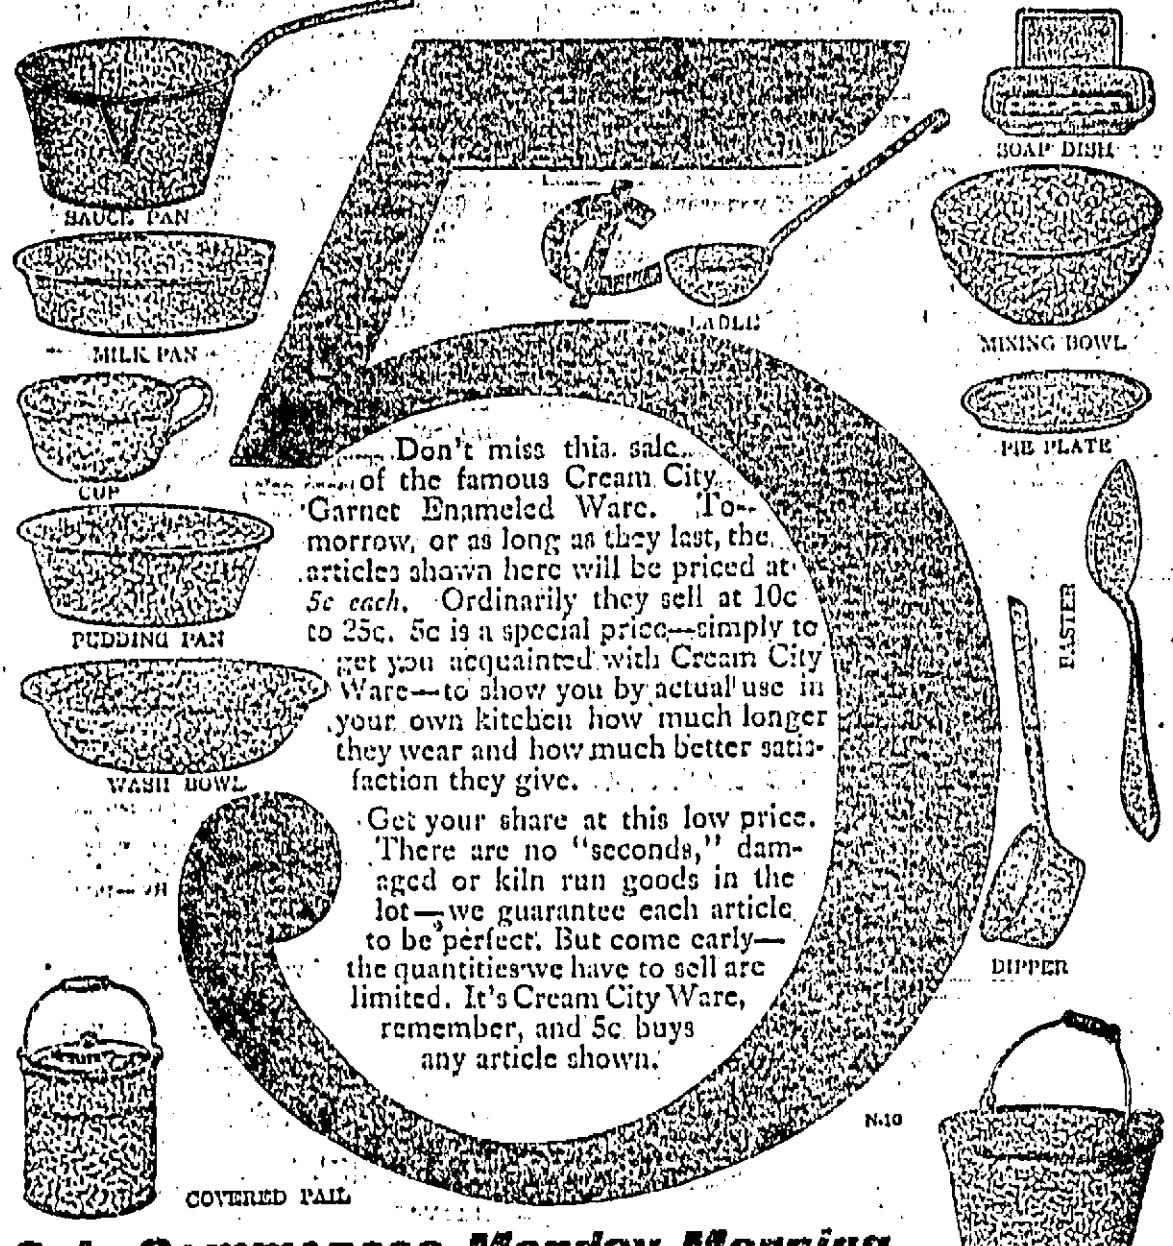 SAUCE PAN
MILK PAN
CUP
PUDDING PAN
WASH BOWL
COVERED PAIL
5¢
LADLE
Don't miss this sale
of the famous Cream City
Garnet Enameled Ware. To-
morrow, or as long as they last, the
articles shown here will be priced at
5c each. Ordinarily they sell at 10c
to 25c. 5c is a special price—simply to
get you acquainted with Cream City
Ware—to show you by actual use in
your own kitchen how much longer
they wear and how much better satis-
faction they give.
Get your share at this low price.
There are no "seconds," dam-
aged or kiln run goods in the
lot—we guarantee each article
to be perfect. But come early—
the quantities we have to sell are
limited. It's Cream City Ware,
remember, and 5c buys
any article shown.
N-10
SOAP DISH
MIXING BOWL
PIE PLATE
BASTER
DIPPER
Monday Morning